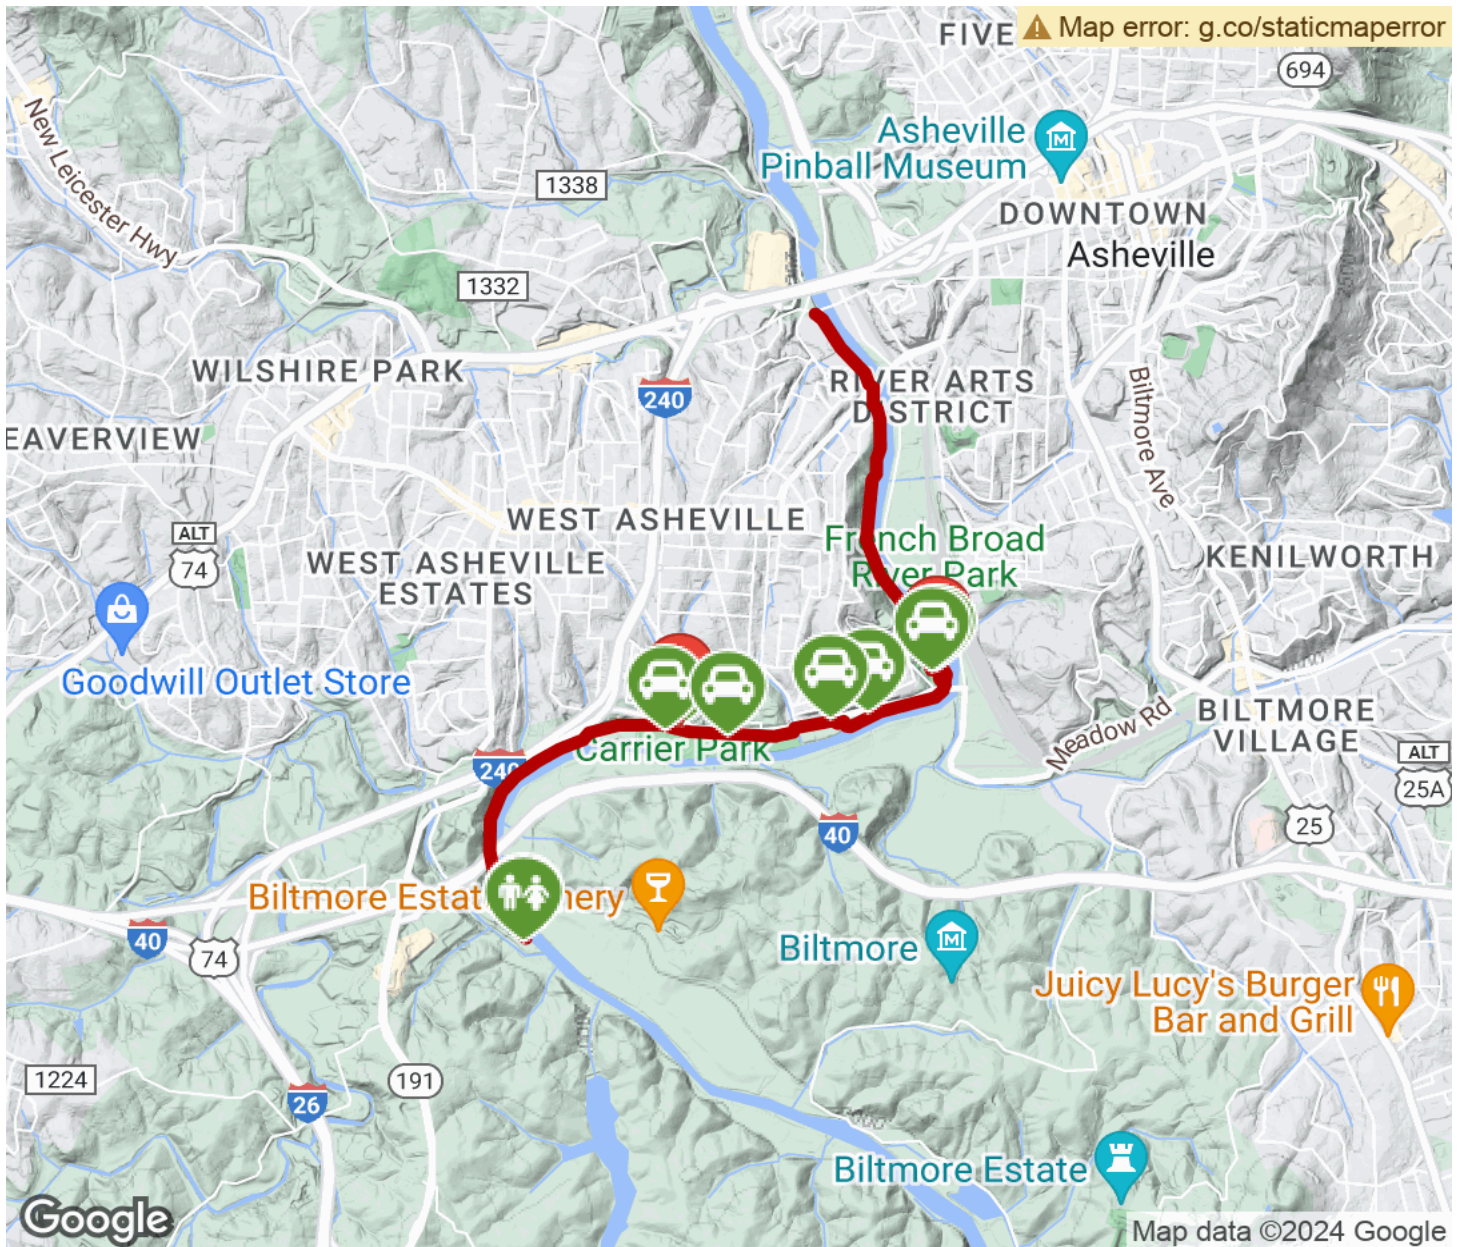 FIVE
Map error: g.co/staticmaperror
694
New Leicester Hwy
Asheville
Pinball Museum
1338
DOWNTOWN
Asheville
1332
WILSHIRE PARK
240
RIVER ARTS
DISTRICT
Biltmore Ave
EAVERVIEW
WEST ASHEVILLE
ALT
74
WEST ASHEVILLE
ESTATES
French Broad
River Park
KENILWORTH
Goodwill Outlet Store
Meadow Rd
BILTMORE
VILLAGE
Carrier Park
240
ALT
25A
25
40
Biltmore Estat nery
40
74
Biltmore
Juicy Lucy's Burger
Bar and Grill
1224
191
26
Biltmore Estate
Google
Map data ©2024 Google